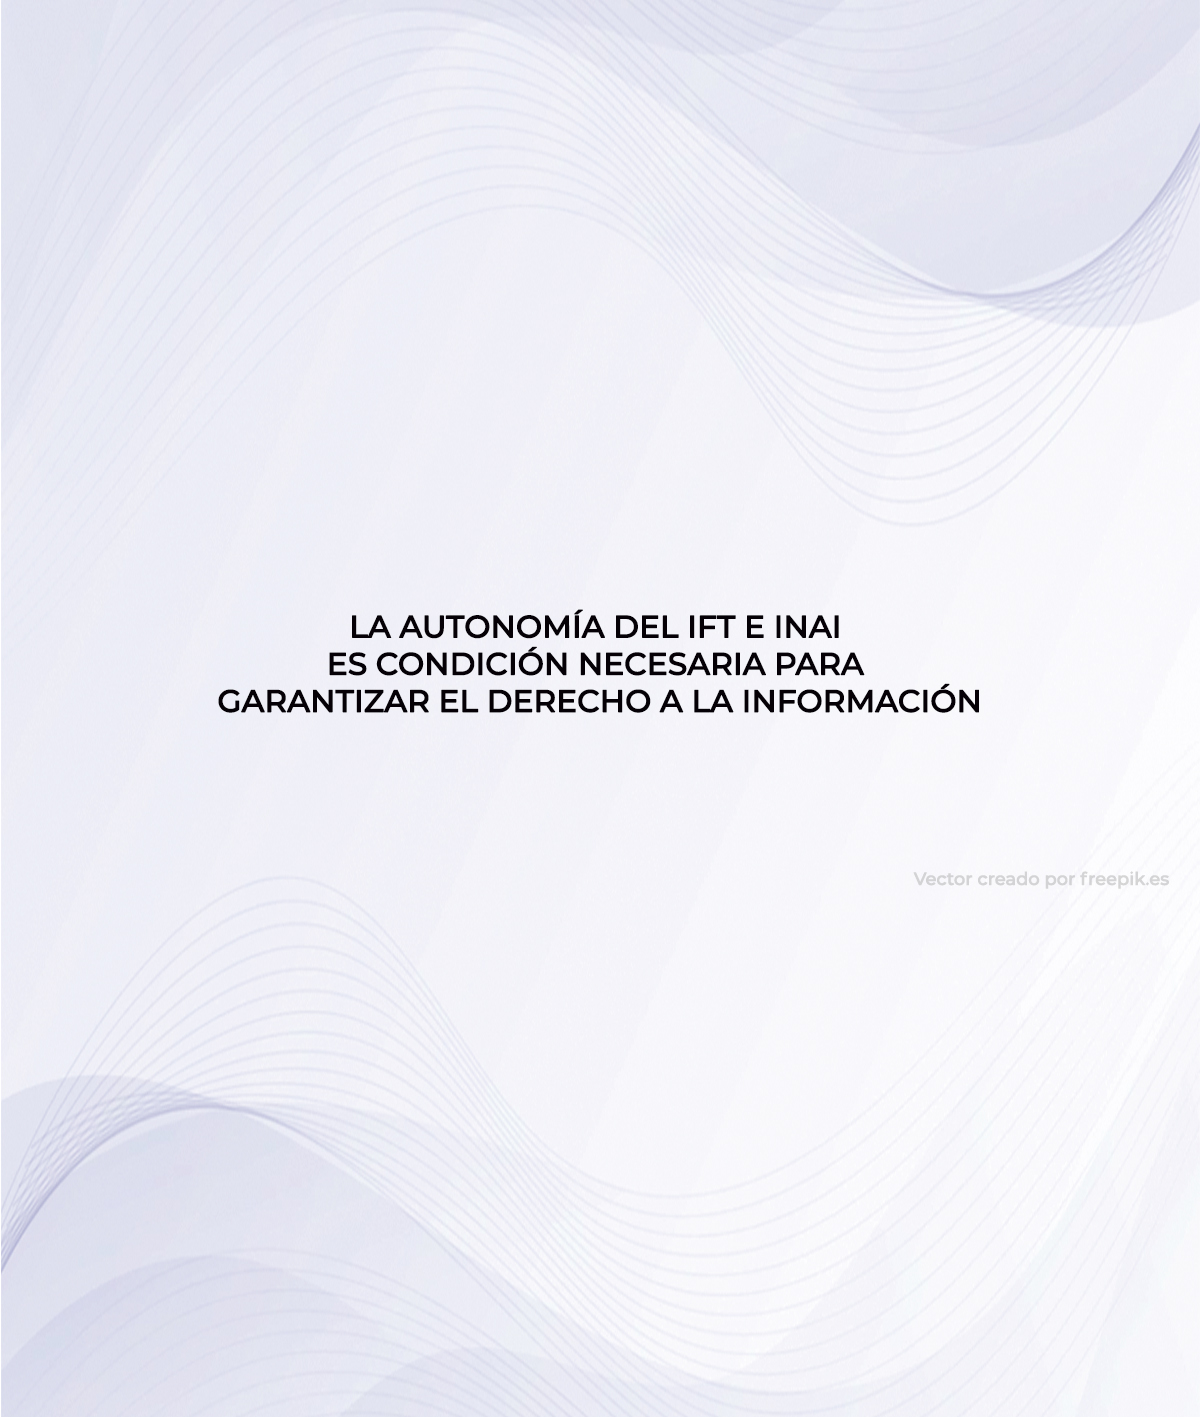 LA AUTONOMÍA DEL IFT E INAI
ES CONDICIÓN NECESARIA PARA
GARANTIZAR EL DERECHO A LA INFORMACIÓN
Vector creado por freepik.es